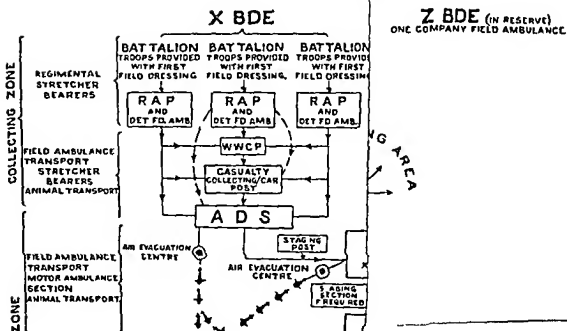 X BDE
Z BDE (IN RESERVE)
ONE COMPANY FIELD AMBULANCE
COLLECTING ZONE
REGIMENTAL
STRETCHER
BEARERS
BATTALION
TROOPS PROVIDED
WITH FIRST
FIELD DRESSING
BATTALION
TROOPS PROVIDED
WITH FIRST
FIELD DRESSING
BATTALION
TROOPS PROVIDED
WITH FIRST
FIELD DRESSING
RAP
AND
DET FD AMB
RAP
AND
DET FD AMB
RAP
AND
DET FD AMB
NG AREA
FIELD AMBULANCE
TRANSPORT
STRETCHER
BEARERS
ANIMAL TRANSPORT
WWCP
CASUALTY
COLLECTING/CAR
POST
ADS
ZONE
FIELD AMBULANCE
TRANSPORT
MOTOR AMBULANCE
SECTION
ANIMAL TRANSPORT
AIR EVACUATION
CENTRE
STAGING
POST
AIR EVACUATION
CENTRE
SECTION